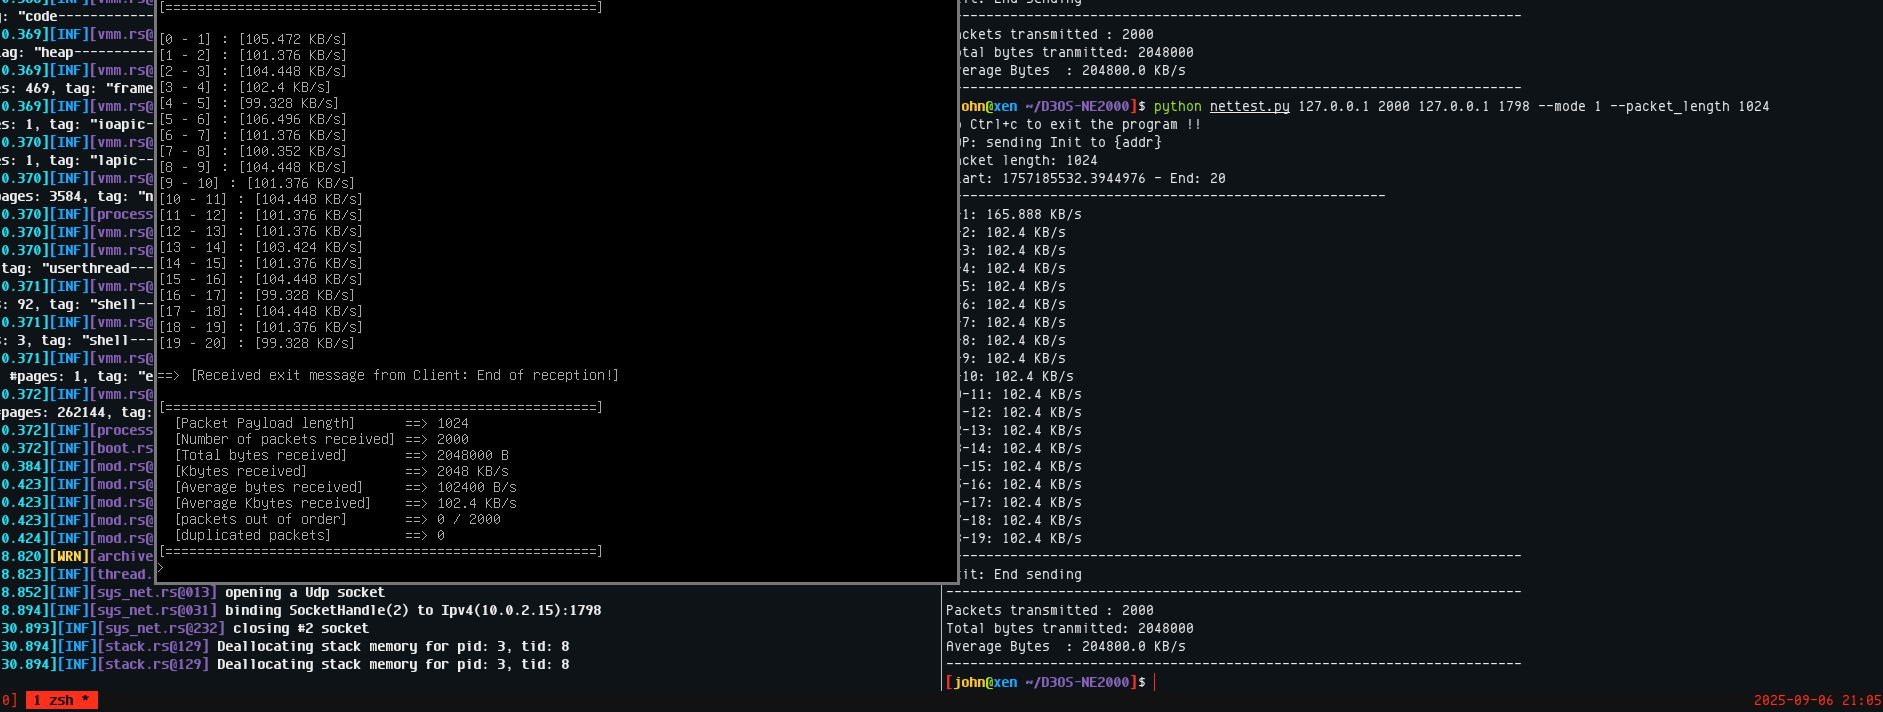 g: "code------------
0.369][INF][vmm.rs@
ag: "heap----------
0.369][INF][vmm.rs@
es: 469, tag: "frame
0.369][INF][vmm.rs@
es: 1, tag: "ioapic-
0.370][INF][vmm.rs@
es: 1, tag: "lapic--
0.370][INF][vmm.rs@
ages: 3584, tag: "n
0.370][INF][process
0.370][INF][vmm.rs@
0.370][INF][vmm.rs@
tag: "userthread---
0.371][INF][vmm.rs@
: 92, tag: "shell--
0.371][INF][vmm.rs@
: 3, tag: "shell---
0.371][INF][vmm.rs@
#pages: 1, tag: "e
0.372][INF][vmm.rs@
pages: 262144, tag:
0.372][INF][process
0.372][INF][boot.rs
0.384][INF][mod.rs@
0.423][INF][mod.rs@
0.423][INF][mod.rs@
0.423][INF][mod.rs@
0.424][INF][mod.rs@
8.820][WRN][archive
8.823][INF][thread.
8.852][INF][sys_net.rs@013] opening a Udp socket
8.894][INF][sys_net.rs@031] binding SocketHandle(2) to Ipv4(10.0.2.15):1798
30.893][INF][sys_net.rs@232] closing #2 socket
30.894][INF][stack.rs@129] Deallocating stack memory for pid: 3, tid: 8
30.894][INF][stack.rs@129] Deallocating stack memory for pid: 3, tid: 8
[======================================================]
[0 - 1] : [105.472 KB/s]
[1 - 2] : [101.376 KB/s]
[2 - 3] : [104.448 KB/s]
[3 - 4] : [102.4 KB/s]
[4 - 5] : [99.328 KB/s]
[5 - 6] : [106.496 KB/s]
[6 - 7] : [101.376 KB/s]
[7 - 8] : [100.352 KB/s]
[8 - 9] : [104.448 KB/s]
[9 - 10] : [101.376 KB/s]
[10 - 11] : [104.448 KB/s]
[11 - 12] : [101.376 KB/s]
[12 - 13] : [101.376 KB/s]
[13 - 14] : [103.424 KB/s]
[14 - 15] : [101.376 KB/s]
[15 - 16] : [104.448 KB/s]
[16 - 17] : [99.328 KB/s]
[17 - 18] : [104.448 KB/s]
[18 - 19] : [101.376 KB/s]
[19 - 20] : [99.328 KB/s]
==> [Received exit message from Client: End of reception!]
[======================================================]
[Packet Payload length] ==> 1024
[Number of packets received] ==> 2000
[Total bytes received] ==> 2048000 B
[Kbytes received] ==> 2048 KB/s
[Average bytes received] ==> 102400 B/s
[Average Kbytes received] ==> 102.4 KB/s
[packets out of order] ==> 0 / 2000
[duplicated packets] ==> 0
[======================================================]
>
------------------------------------------------------------------------
ackets transmitted : 2000
otal bytes tranmitted: 2048000
verage Bytes : 204800.0 KB/s
------------------------------------------------------------------------
john@xen ~/D3OS-NE2000]$ python nettest.py 127.0.0.1 2000 127.0.0.1 1798 --mode 1 --packet_length 1024
Ctrl+c to exit the program !!
DP: sending Init to {addr}
acket length: 1024
art: 1757185532.3944976 - End: 20
-------------------------------------------------------
-1: 165.888 KB/s
-2: 102.4 KB/s
-3: 102.4 KB/s
-4: 102.4 KB/s
-5: 102.4 KB/s
-6: 102.4 KB/s
-7: 102.4 KB/s
-8: 102.4 KB/s
-9: 102.4 KB/s
-10: 102.4 KB/s
-11: 102.4 KB/s
-12: 102.4 KB/s
-13: 102.4 KB/s
-14: 102.4 KB/s
-15: 102.4 KB/s
-16: 102.4 KB/s
-17: 102.4 KB/s
-18: 102.4 KB/s
-19: 102.4 KB/s
------------------------------------------------------------------------
it: End sending
------------------------------------------------------------------------
Packets transmitted : 2000
Total bytes tranmitted: 2048000
Average Bytes : 204800.0 KB/s
------------------------------------------------------------------------
[john@xen ~/D3OS-NE2000]$
0] 1 zsh *
2025-09-06 21:05